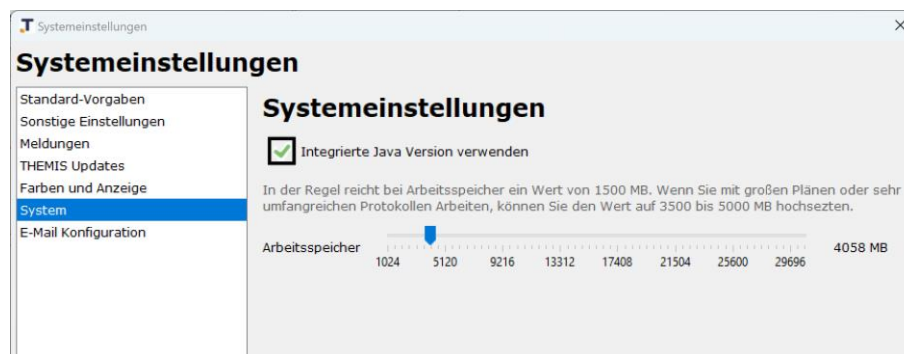 Systemeinstellungen
Systemeinstellungen
Standard-Vorgaben
Sonstige Einstellungen
Meldungen
THEMIS Updates
Farben und Anzeige
System
E-Mail Konfiguration
Systemeinstellungen
Integrierte Java Version verwenden
In der Regel reicht bei Arbeitsspeicher ein Wert von 1500 MB. Wenn Sie mit großen Plänen oder sehr
umfangreichen Protokollen Arbeiten, können Sie den Wert auf 3500 bis 5000 MB hochsezten.
Arbeitsspeicher 4058 MB
1024 5120 9216 13312 17408 21504 25600 29696